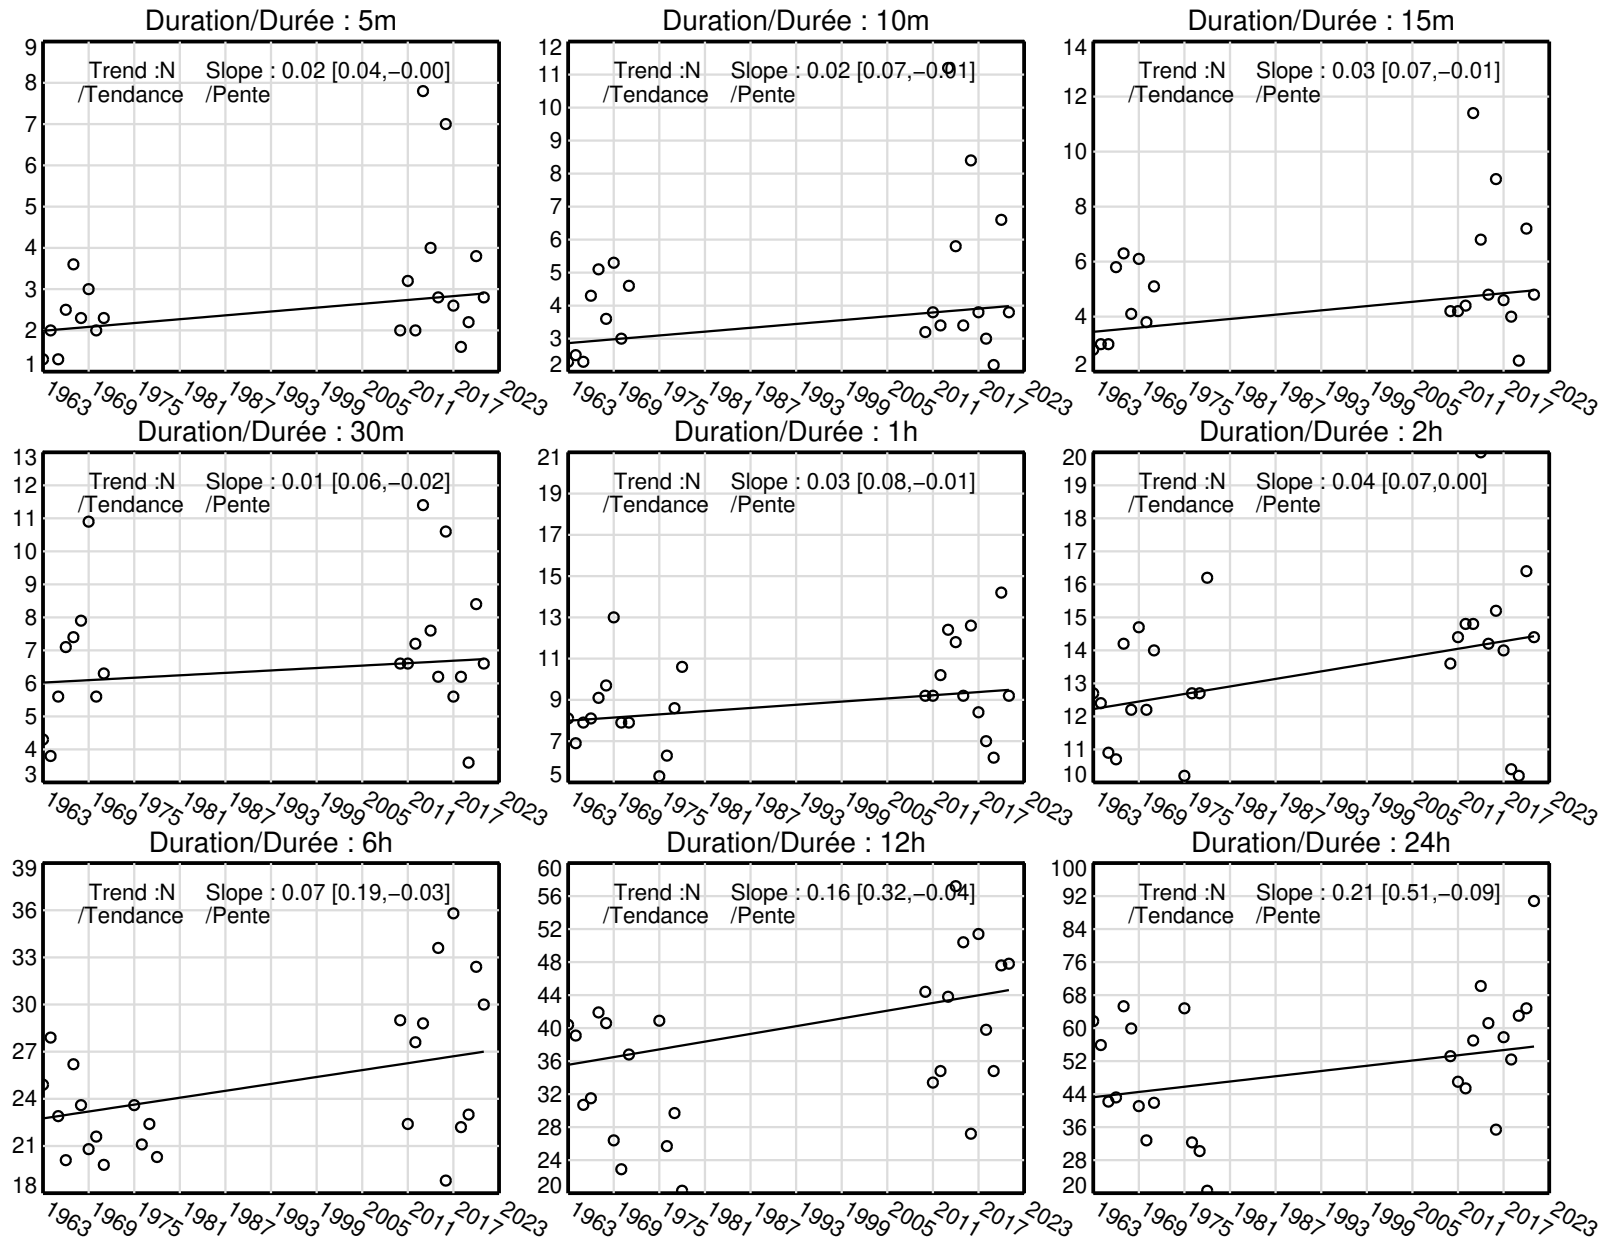 Duration/Durée : 5m
9
8
7
6
5
4
3
2
1
Trend :N Slope : 0.02 [0.04,−0.00]
/Tendance /Pente
1963 1969 1975 1981 1987 1993 1999 2005 2011 2017 2023
Duration/Durée : 10m
12
11
10
9
8
7
6
5
4
3
2
Trend :N Slope : 0.02 [0.07,−0.01]
/Tendance /Pente
1963 1969 1975 1981 1987 1993 1999 2005 2011 2017 2023
Duration/Durée : 15m
14
12
10
8
6
4
2
Trend :N Slope : 0.03 [0.07,−0.01]
/Tendance /Pente
1963 1969 1975 1981 1987 1993 1999 2005 2011 2017 2023
Duration/Durée : 30m
13
12
11
10
9
8
7
6
5
4
3
Trend :N Slope : 0.01 [0.06,−0.02]
/Tendance /Pente
1963 1969 1975 1981 1987 1993 1999 2005 2011 2017 2023
Duration/Durée : 1h
21
19
17
15
13
11
9
7
5
Trend :N Slope : 0.03 [0.08,−0.01]
/Tendance /Pente
1963 1969 1975 1981 1987 1993 1999 2005 2011 2017 2023
Duration/Durée : 2h
20
19
18
17
16
15
14
13
12
11
10
Trend :N Slope : 0.04 [0.07,0.00]
/Tendance /Pente
1963 1969 1975 1981 1987 1993 1999 2005 2011 2017 2023
Duration/Durée : 6h
39
36
33
30
27
24
21
18
Trend :N Slope : 0.07 [0.19,−0.03]
/Tendance /Pente
1963 1969 1975 1981 1987 1993 1999 2005 2011 2017 2023
Duration/Durée : 12h
60
56
52
48
44
40
36
32
28
24
20
Trend :N Slope : 0.16 [0.32,−0.04]
/Tendance /Pente
1963 1969 1975 1981 1987 1993 1999 2005 2011 2017 2023
Duration/Durée : 24h
100
92
84
76
68
60
52
44
36
28
20
Trend :N Slope : 0.21 [0.51,−0.09]
/Tendance /Pente
1963 1969 1975 1981 1987 1993 1999 2005 2011 2017 2023